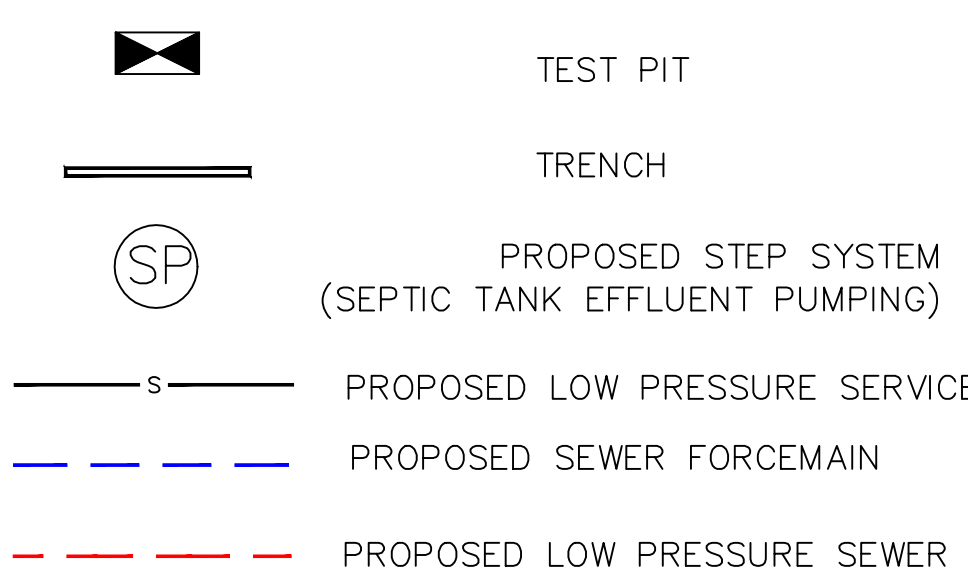 TEST PIT
TRENCH
SP
PROPOSED STEP SYSTEM
(SEPTIC TANK EFFLUENT PUMPING)
S PROPOSED LOW PRESSURE SERVICE
PROPOSED SEWER FORCEMAIN
PROPOSED LOW PRESSURE SEWER